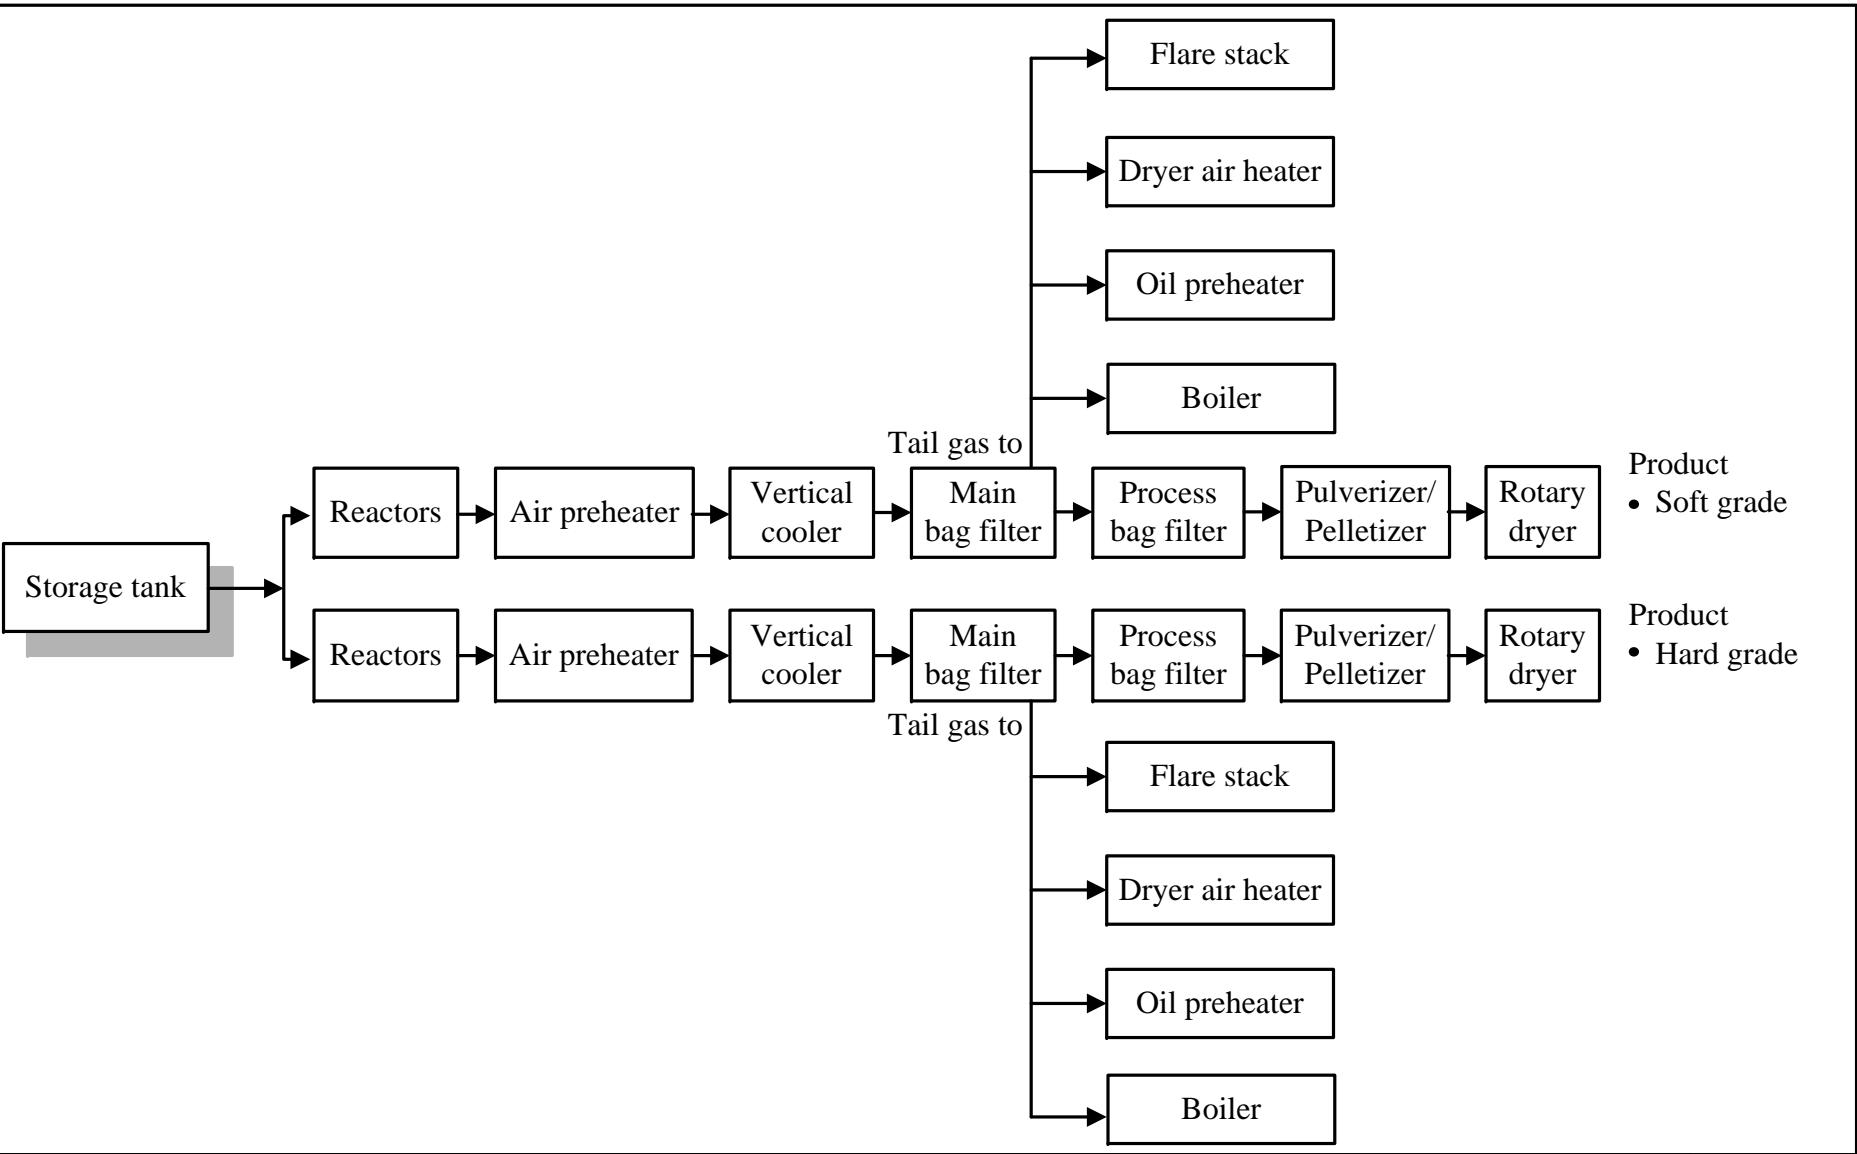 Flare stack
Dryer air heater
Oil preheater
Boiler
Tail gas to
Storage tank
Reactors
Air preheater
Vertical
cooler
Main
bag filter
Process
bag filter
Pulverizer/
Pelletizer
Rotary
dryer
Product
• Soft grade
Reactors
Air preheater
Vertical
cooler
Main
bag filter
Process
bag filter
Pulverizer/
Pelletizer
Rotary
dryer
Product
• Hard grade
Tail gas to
Flare stack
Dryer air heater
Oil preheater
Boiler